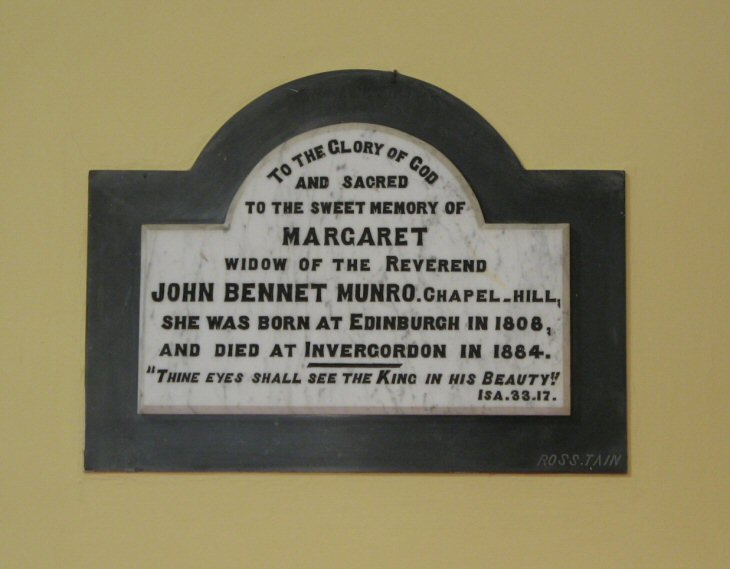 To the Glory of God
and sacred
to the sweet memory of
MARGARET
widow of the Reverend
JOHN BENNET MUNRO. Chapel-Hill,
She was born at Edinburgh in 1808,
and died at Invergordon in 1884.
"Thine eyes shall see the King in his Beauty"!
Isa. 33. 17.
ROSS. TAIN